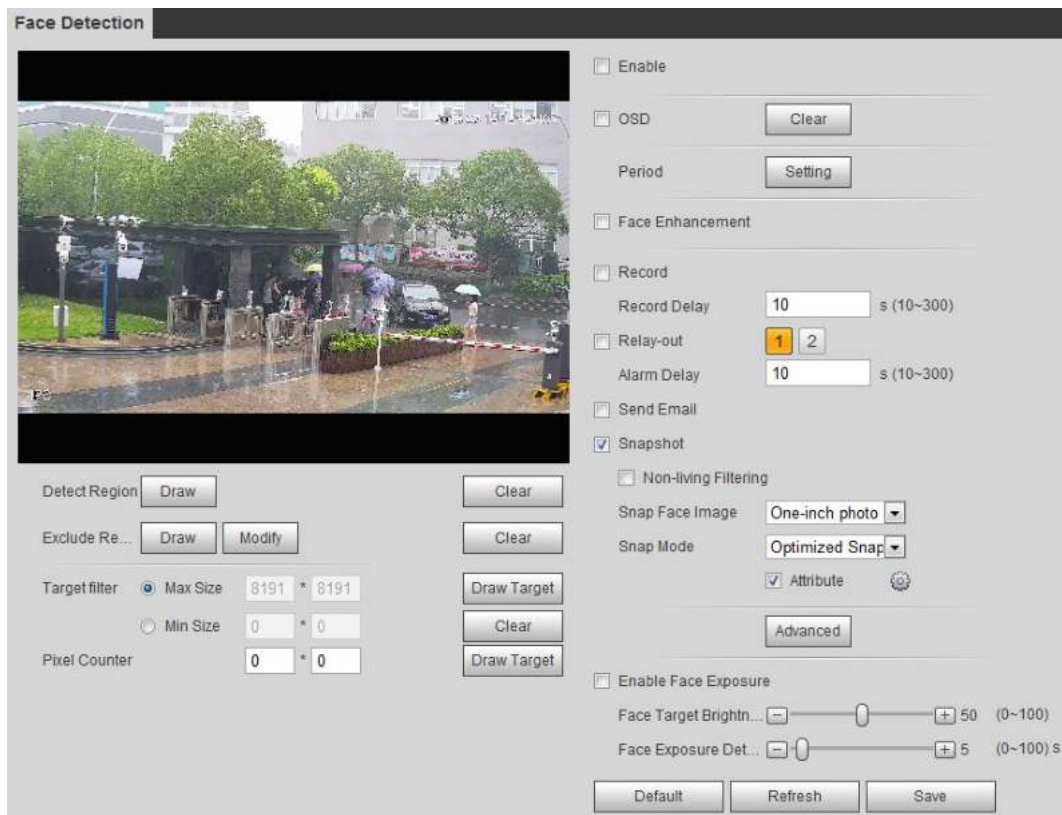 Face Detection
Enable
OSD Clear
Period Setting
Face Enhancement
Record
Record Delay 10 s (10~300)
Relay-out 1 2
Alarm Delay 10 s (10~300)
Send Email
Snapshot
Non-living Filtering
Snap Face Image One-inch photo
Snap Mode Optimized Snap
Attribute
Advanced
Enable Face Exposure
Face Target Brightn... 50 (0~100)
Face Exposure Det... 5 (0~100) s
Default Refresh Save
Detect Region Draw Clear
Exclude Re... Draw Modify Clear
Target filter Max Size 8191 * 8191 Draw Target
Min Size 0 * 0 Clear
Pixel Counter 0 * 0 Draw Target